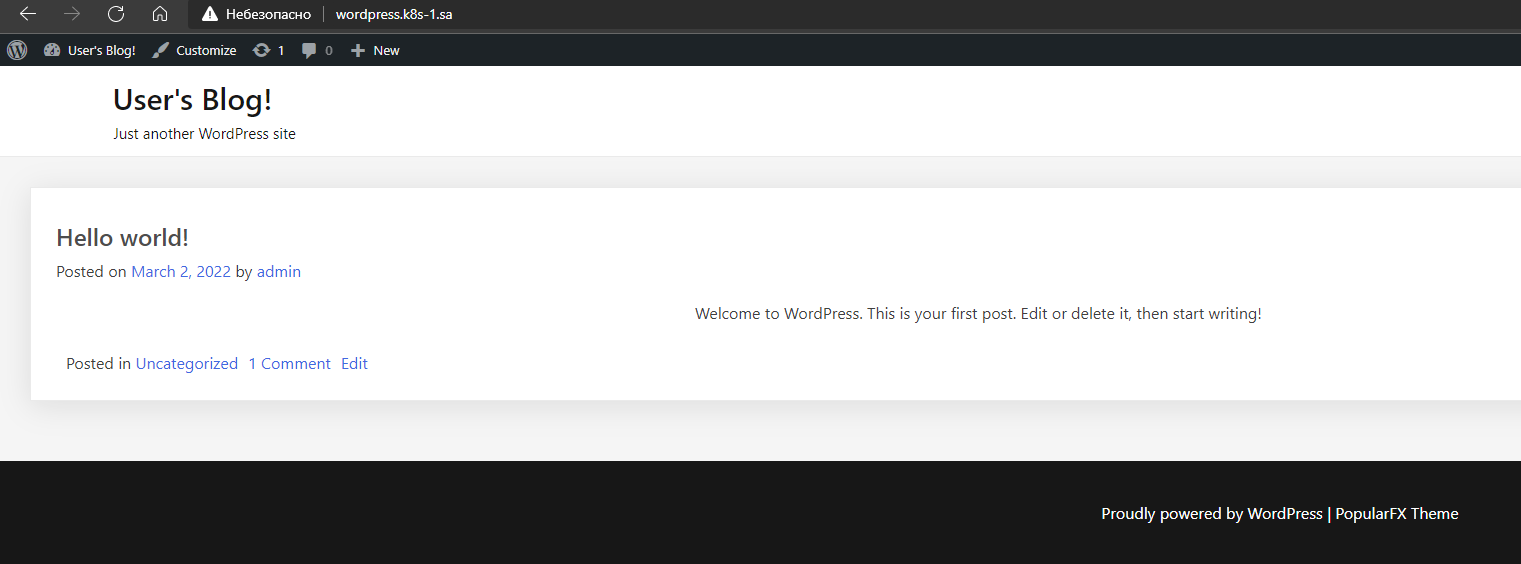 Небезопасно wordpress.k8s-1.sa
User's Blog! Customize 1 0 New
User's Blog!
Just another WordPress site
Hello world!
Posted on March 2, 2022 by admin
Welcome to WordPress. This is your first post. Edit or delete it, then start writing!
Posted in Uncategorized 1 Comment Edit
Proudly powered by WordPress | PopularFX Theme